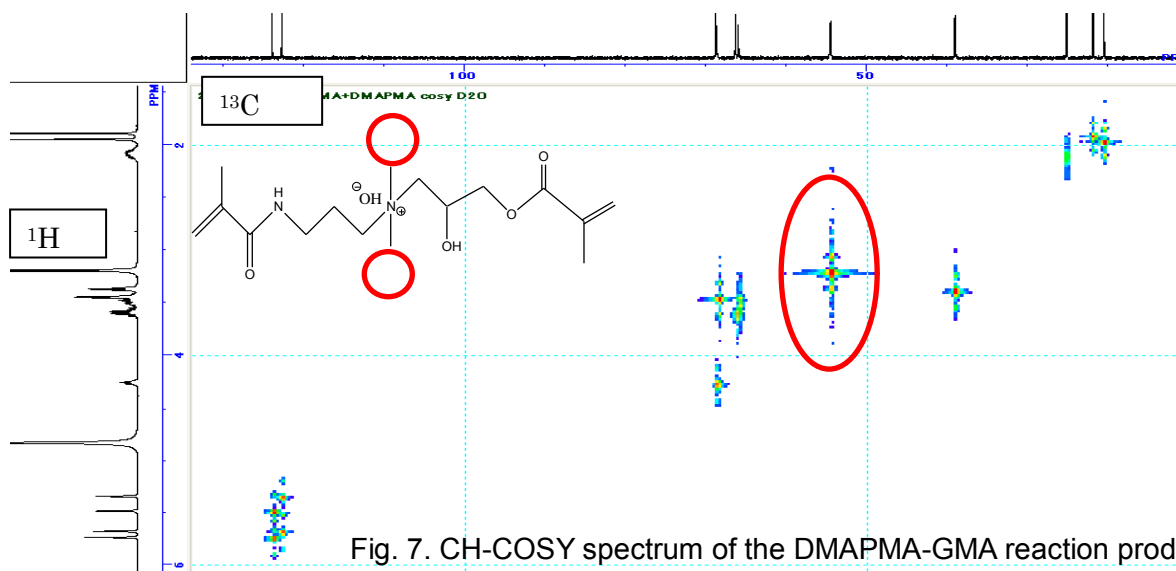 PPM
100
50
2
4
6
13C
MA+DMAPMA cosy D2O
1H
H
N
O
⊖
OH N
⊕
OH
O
O
Fig. 7. CH-COSY spectrum of the DMAPMA-GMA reaction prod